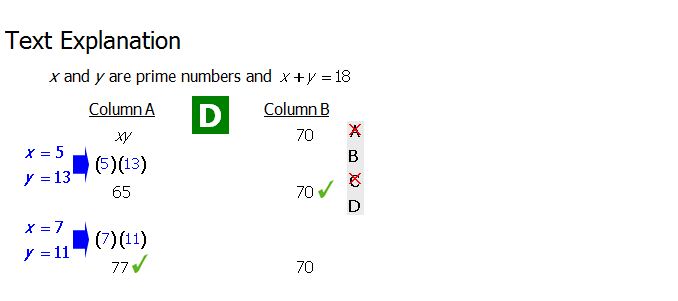 Text Explanation
x and y are prime numbers and x + y = 18
Column A D Column B
xy 70 A
x = 5 B
y = 13 (5)(13) C
65 70 D
x = 7
y = 11 (7)(11)
77 70